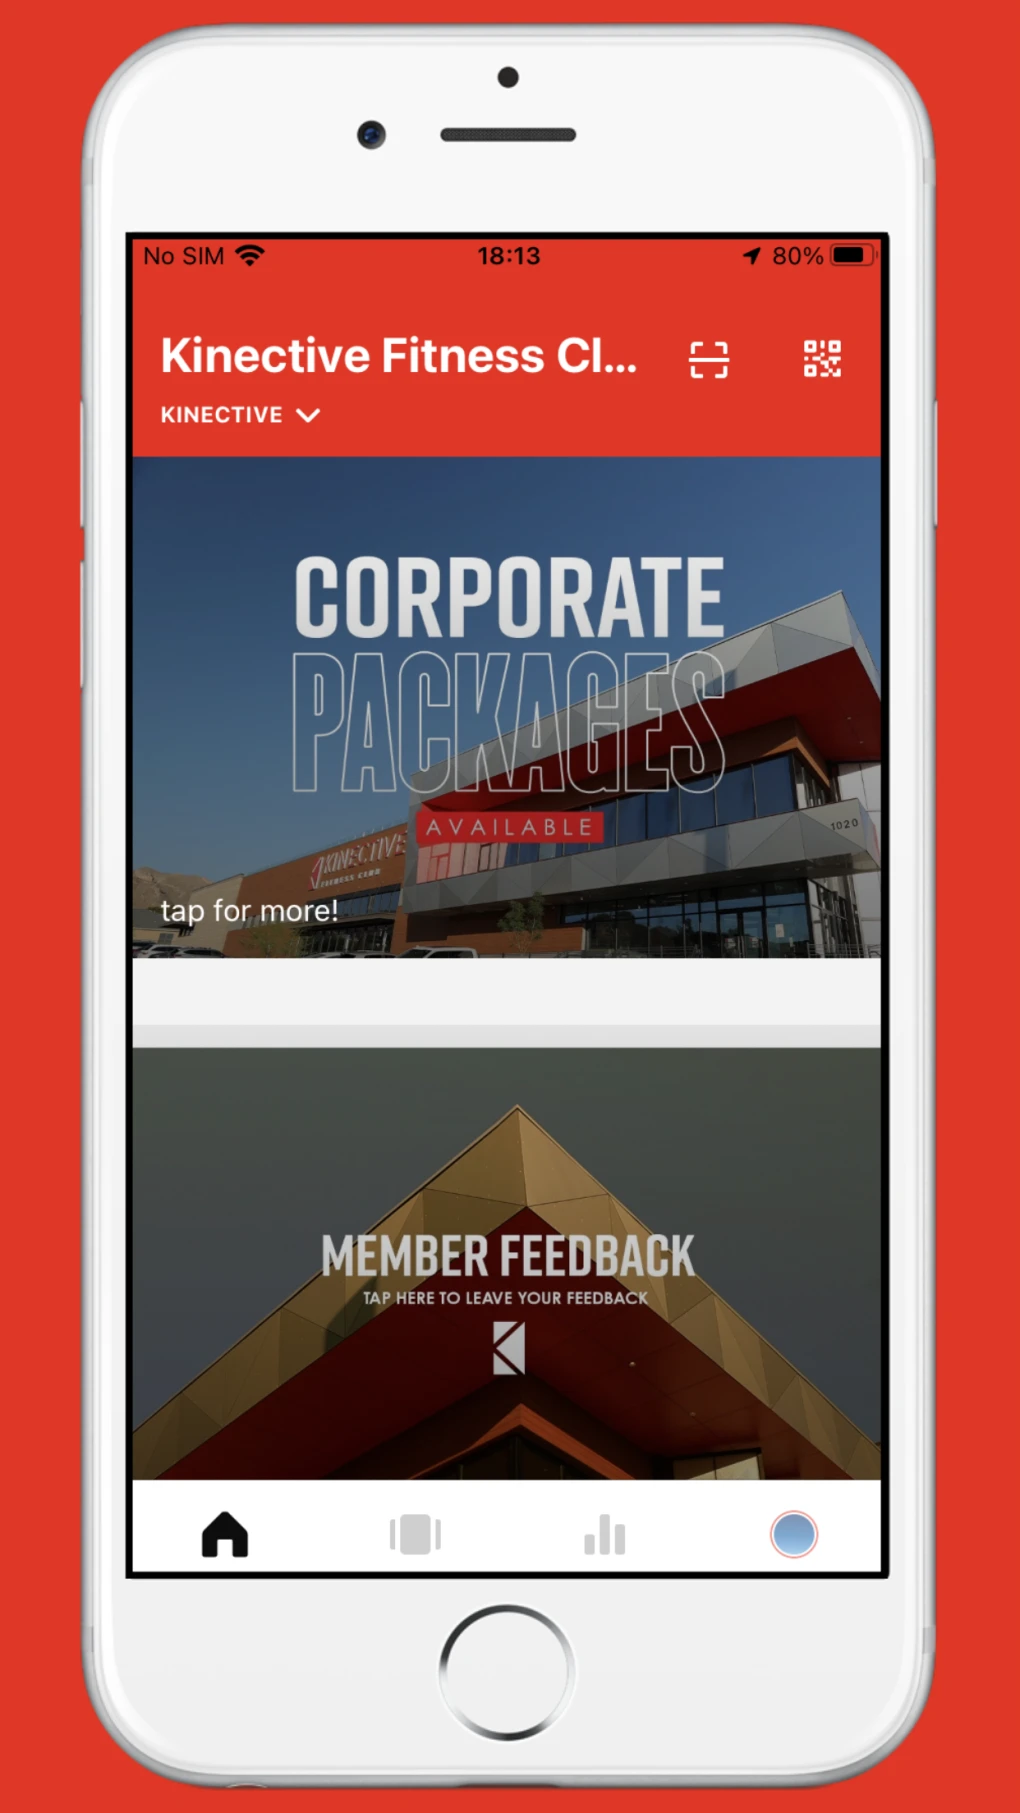 No SIM 18:13 80%
Kinective Fitness Cl...
KINECTIVE
CORPORATE
PACKAGES
AVAILABLE
1020
KINECTIVE
FITNESS CLUB
tap for more!
MEMBER FEEDBACK
TAP HERE TO LEAVE YOUR FEEDBACK